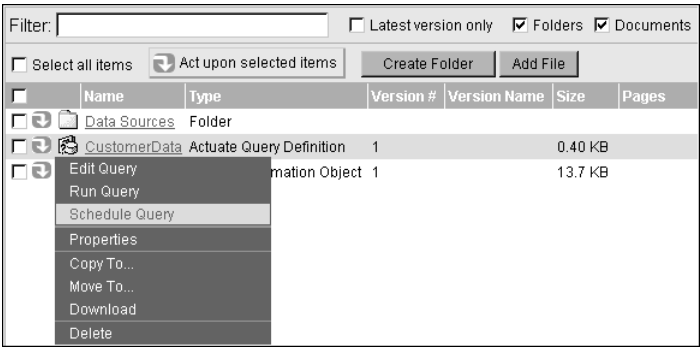 Filter: Latest version only Folders Documents
Select all items Act upon selected items Create Folder Add File
Name Type Version # Version Name Size Pages
Data Sources Folder
CustomerData Actuate Query Definition 1 0.40 KB
mation Object 1 13.7 KB
Edit Query
Run Query
Schedule Query
Properties
Copy To...
Move To...
Download
Delete